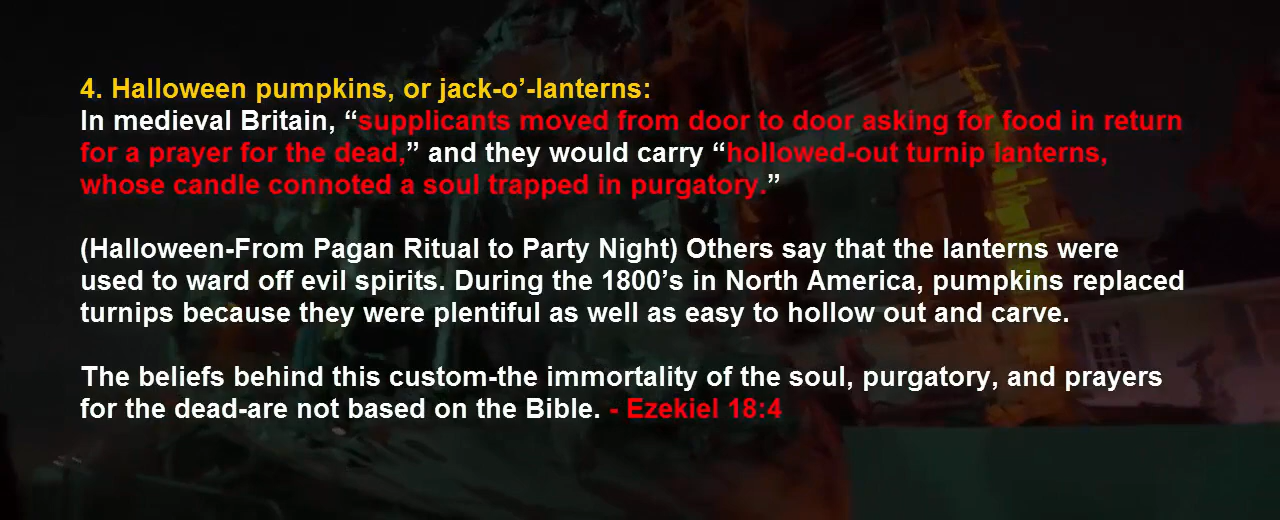 4. Halloween pumpkins, or jack-o’-lanterns:
In medieval Britain, “supplicants moved from door to door asking for food in return
for a prayer for the dead,” and they would carry “hollowed-out turnip lanterns,
whose candle connoted a soul trapped in purgatory.”
(Halloween-From Pagan Ritual to Party Night) Others say that the lanterns were
used to ward off evil spirits. During the 1800’s in North America, pumpkins replaced
turnips because they were plentiful as well as easy to hollow out and carve.
The beliefs behind this custom-the immortality of the soul, purgatory, and prayers
for the dead-are not based on the Bible. - Ezekiel 18:4